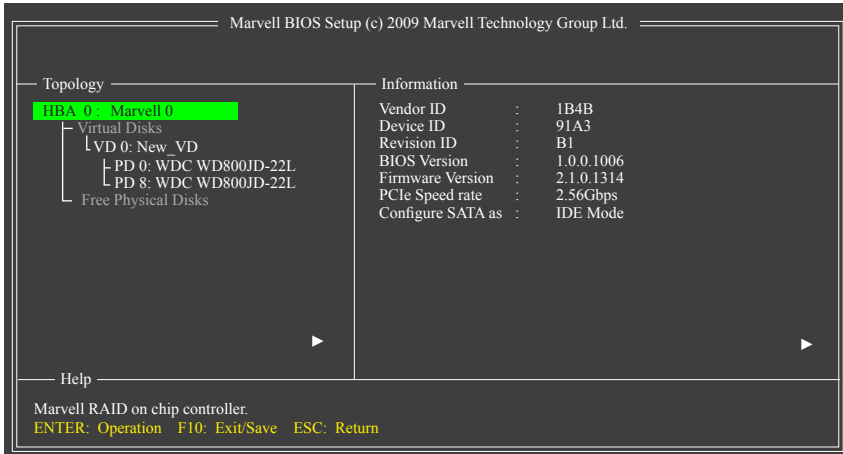 Marvell BIOS Setup (c) 2009 Marvell Technology Group Ltd.
Topology
HBA 0 : Marvell 0
Virtual Disks
VD 0: New_VD
PD 0: WDC WD800JD-22L
PD 8: WDC WD800JD-22L
Free Physical Disks
Information
Vendor ID : 1B4B
Device ID : 91A3
Revision ID : B1
BIOS Version : 1.0.0.1006
Firmware Version : 2.1.0.1314
PCIe Speed rate : 2.56Gbps
Configure SATA as : IDE Mode
Help
Marvell RAID on chip controller.
ENTER: Operation F10: Exit/Save ESC: Return